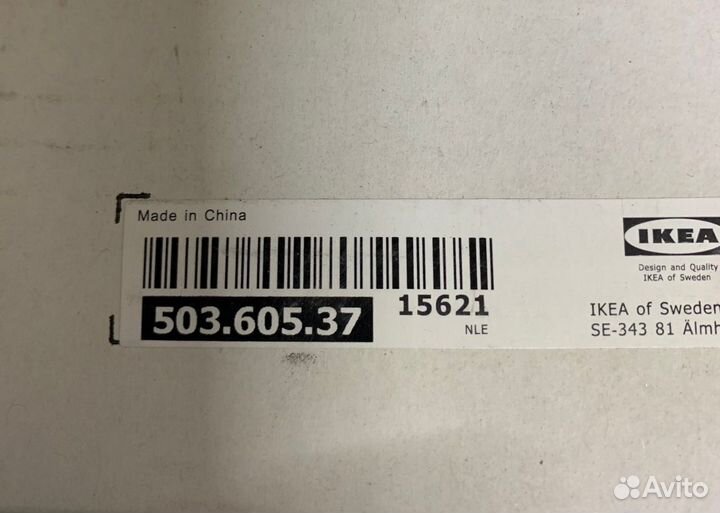 Made in China
503.605.37
15621
NLE
IKEA
Design and Quality
IKEA of Sweden
IKEA of Sweden
SE-343 81 Älmh
Avito